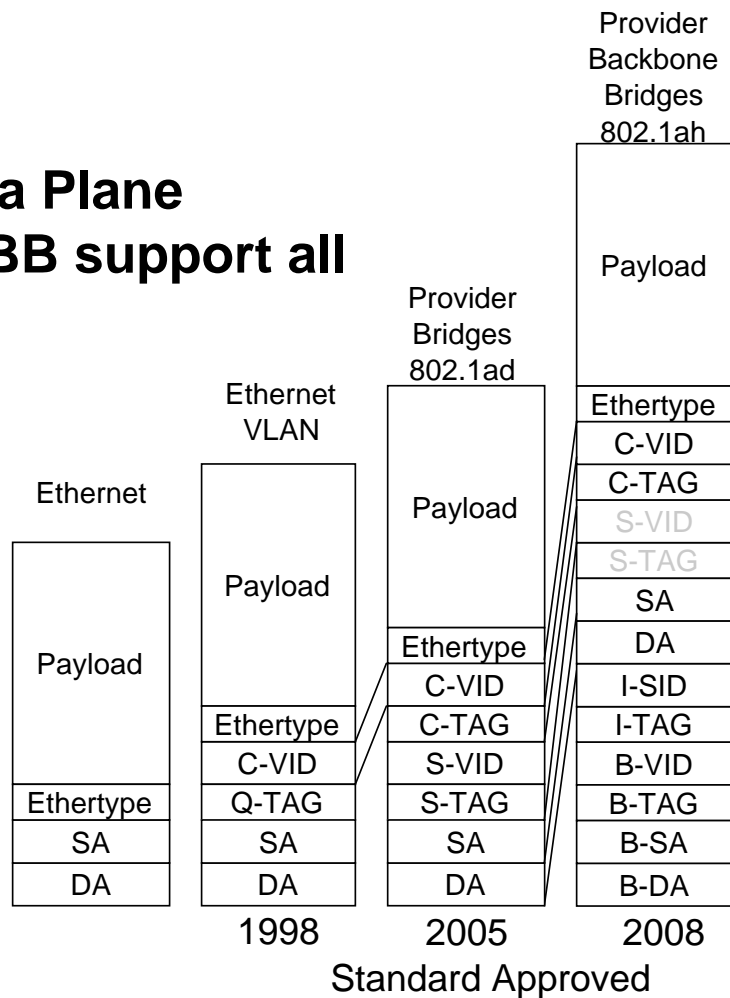 a Plane
BB support all
Ethernet
Payload
Ethertype
SA
DA
Ethernet
VLAN
Payload
Ethertype
C-VID
Q-TAG
SA
DA
1998
Provider
Bridges
802.1ad
Payload
Ethertype
C-VID
C-TAG
S-VID
S-TAG
SA
DA
2005
Provider
Backbone
Bridges
802.1ah
Payload
Ethertype
C-VID
C-TAG
S-VID
S-TAG
SA
DA
I-SID
I-TAG
B-VID
B-TAG
B-SA
B-DA
2008
Standard Approved